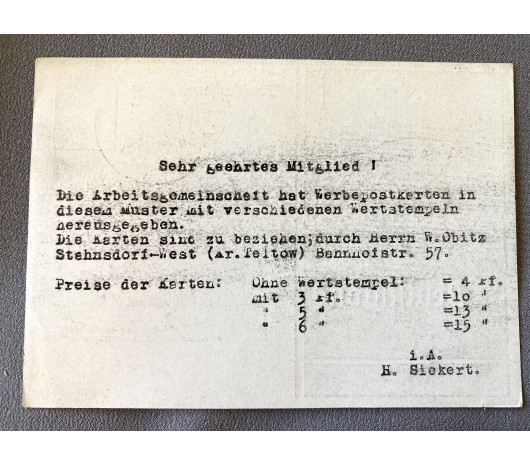 Sehr geehrtes Mitglied !
Die Arbeitsgemeinschaft hat Werbepostkarten in
diesem Muster mit verschiedenen Wertstempeln
herausgegeben.
Die Karten sind zu beziehen;durch Herrn W.Obitz
Stahnsdorf-West (Kr.Teltow) Bahnhofstr. 57.
Preise der Karten: Ohne Wertstempel: = 4 Pf.
mit 3 Pf. =1o "
" 5 " =13 "
" 6 " =15 "
i.A.
H. Siekert.